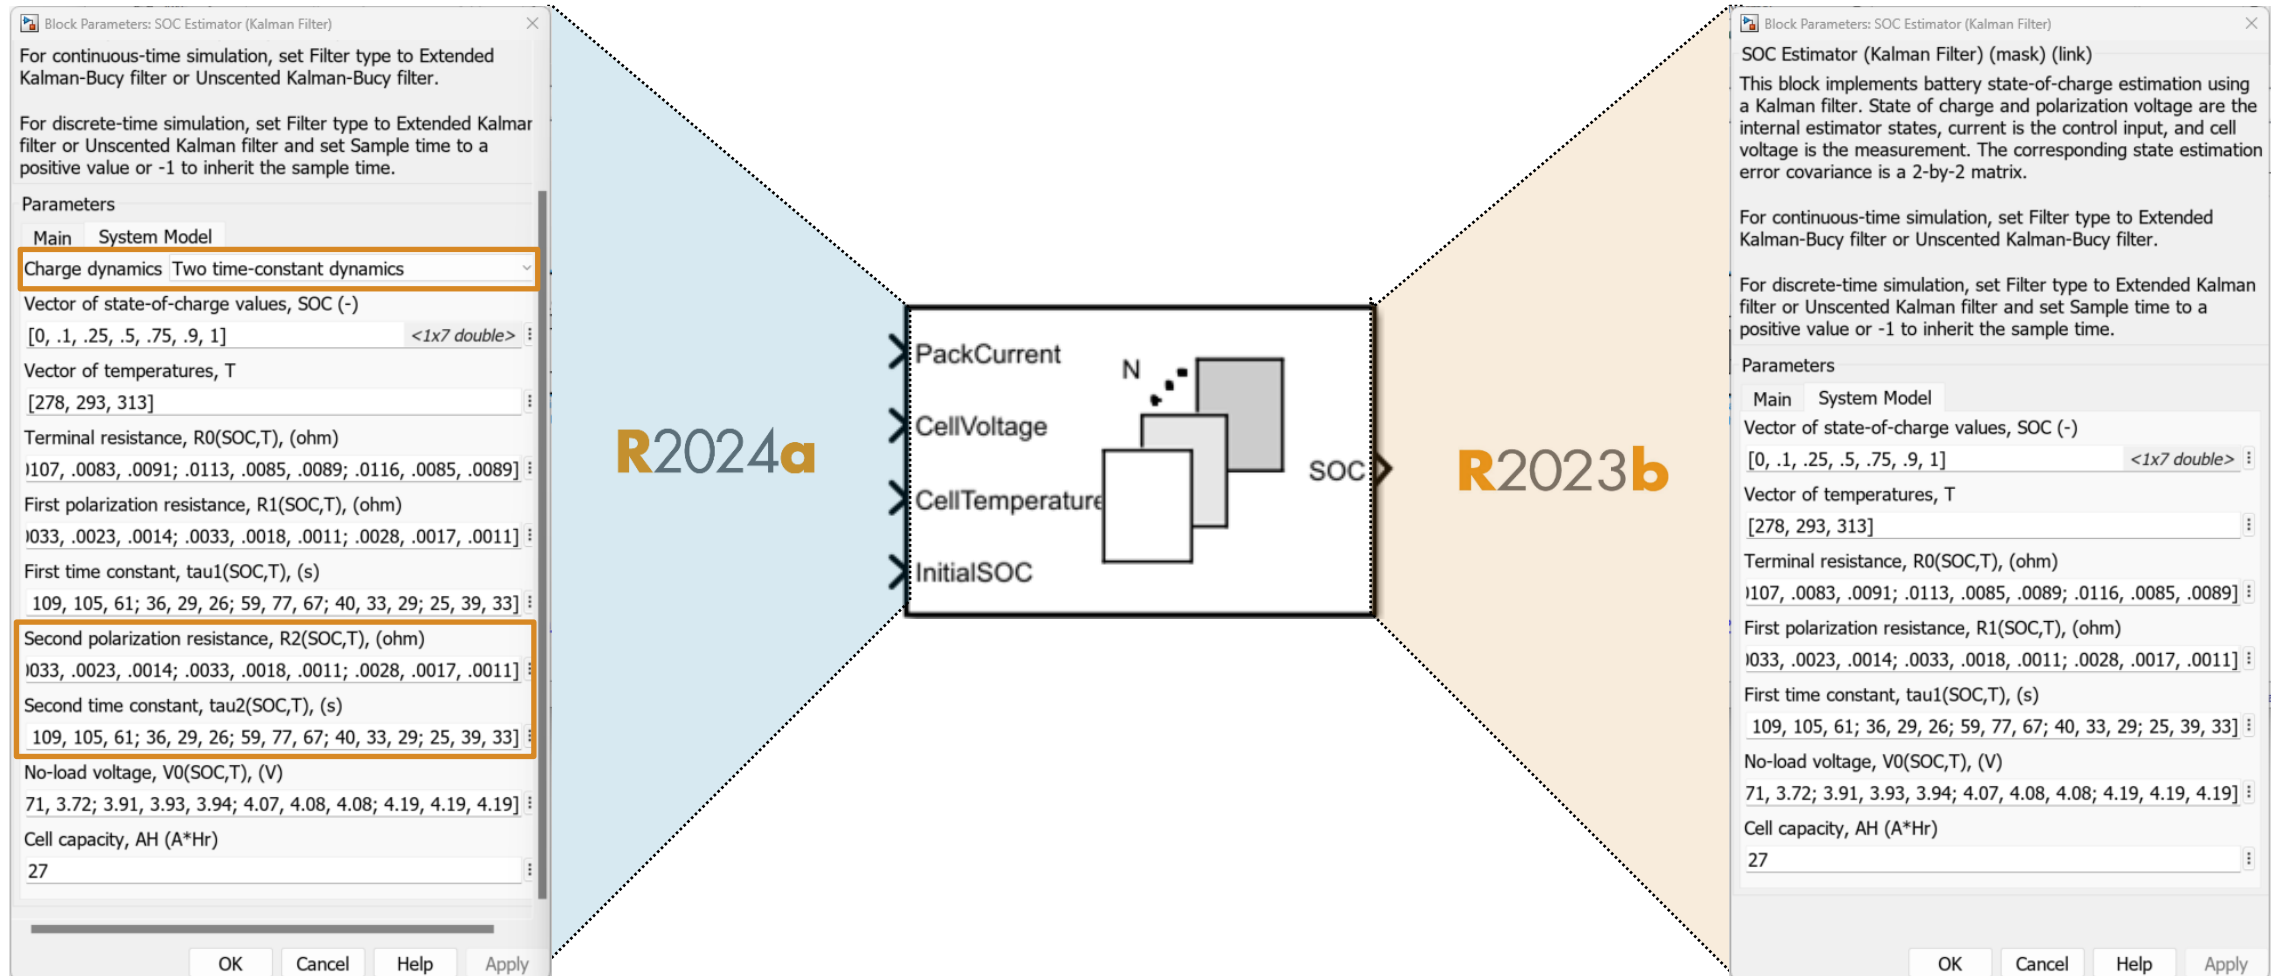 Block Parameters: SOC Estimator (Kalman Filter)
For continuous-time simulation, set Filter type to Extended
Kalman-Bucy filter or Unscented Kalman-Bucy filter.
For discrete-time simulation, set Filter type to Extended Kalmar
filter or Unscented Kalman filter and set Sample time to a
positive value or -1 to inherit the sample time.
Parameters
Main System Model
Charge dynamics Two time-constant dynamics
Vector of state-of-charge values, SOC (-)
[0, .1, .25, .5, .75, .9, 1] <1x7 double>
Vector of temperatures, T
[278, 293, 313]
Terminal resistance, R0(SOC,T), (ohm)
)107, .0083, .0091; .0113, .0085, .0089; .0116, .0085, .0089]
First polarization resistance, R1(SOC,T), (ohm)
)033, .0023, .0014; .0033, .0018, .0011; .0028, .0017, .0011]
First time constant, tau1(SOC,T), (s)
109, 105, 61; 36, 29, 26; 59, 77, 67; 40, 33, 29; 25, 39, 33]
Second polarization resistance, R2(SOC,T), (ohm)
)033, .0023, .0014; .0033, .0018, .0011; .0028, .0017, .0011]
Second time constant, tau2(SOC,T), (s)
109, 105, 61; 36, 29, 26; 59, 77, 67; 40, 33, 29; 25, 39, 33]
No-load voltage, V0(SOC,T), (V)
71, 3.72; 3.91, 3.93, 3.94; 4.07, 4.08, 4.08; 4.19, 4.19, 4.19]
Cell capacity, AH (A*Hr)
27
OK Cancel Help Apply
R2024a
PackCurrent
CellVoltage
CellTemperature
InitialSOC
N
SOC
R2023b
Block Parameters: SOC Estimator (Kalman Filter)
SOC Estimator (Kalman Filter) (mask) (link)
This block implements battery state-of-charge estimation using
a Kalman filter. State of charge and polarization voltage are the
internal estimator states, current is the control input, and cell
voltage is the measurement. The corresponding state estimation
error covariance is a 2-by-2 matrix.
For continuous-time simulation, set Filter type to Extended
Kalman-Bucy filter or Unscented Kalman-Bucy filter.
For discrete-time simulation, set Filter type to Extended Kalman
filter or Unscented Kalman filter and set Sample time to a
positive value or -1 to inherit the sample time.
Parameters
Main System Model
Vector of state-of-charge values, SOC (-)
[0, .1, .25, .5, .75, .9, 1] <1x7 double>
Vector of temperatures, T
[278, 293, 313]
Terminal resistance, R0(SOC,T), (ohm)
)107, .0083, .0091; .0113, .0085, .0089; .0116, .0085, .0089]
First polarization resistance, R1(SOC,T), (ohm)
)033, .0023, .0014; .0033, .0018, .0011; .0028, .0017, .0011]
First time constant, tau1(SOC,T), (s)
109, 105, 61; 36, 29, 26; 59, 77, 67; 40, 33, 29; 25, 39, 33]
No-load voltage, V0(SOC,T), (V)
71, 3.72; 3.91, 3.93, 3.94; 4.07, 4.08, 4.08; 4.19, 4.19, 4.19]
Cell capacity, AH (A*Hr)
27
OK Cancel Help Apply